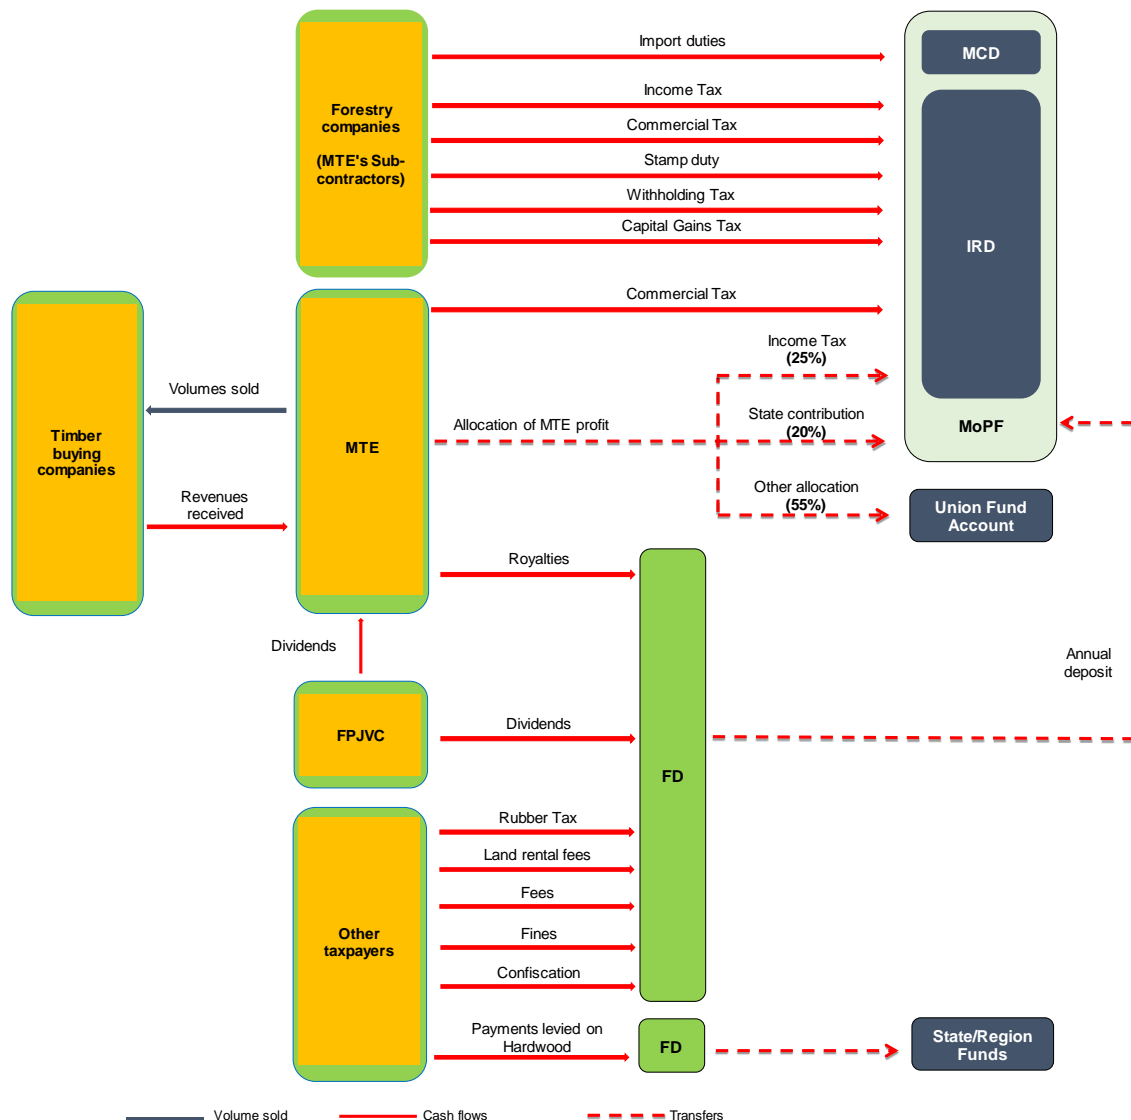 Import duties
MCD
Income Tax
Forestry
companies
(MTE's Sub-
contractors)
Commercial Tax
Stamp duty
Withholding Tax
Capital Gains Tax
IRD
Commercial Tax
Income Tax
(25%)
Volumes sold
Allocation of MTE profit
State contribution
(20%)
MoPF
Timber
buying
companies
MTE
Other allocation
(55%)
Revenues
received
Union Fund
Account
Royalties
Dividends
Annual
deposit
FPJVC
Dividends
FD
Rubber Tax
Land rental fees
Fees
Other
taxpayers
Fines
Confiscation
Payments levied on
Hardwood
FD
State/Region
Funds
Volume sold
Cash flows
Transfers